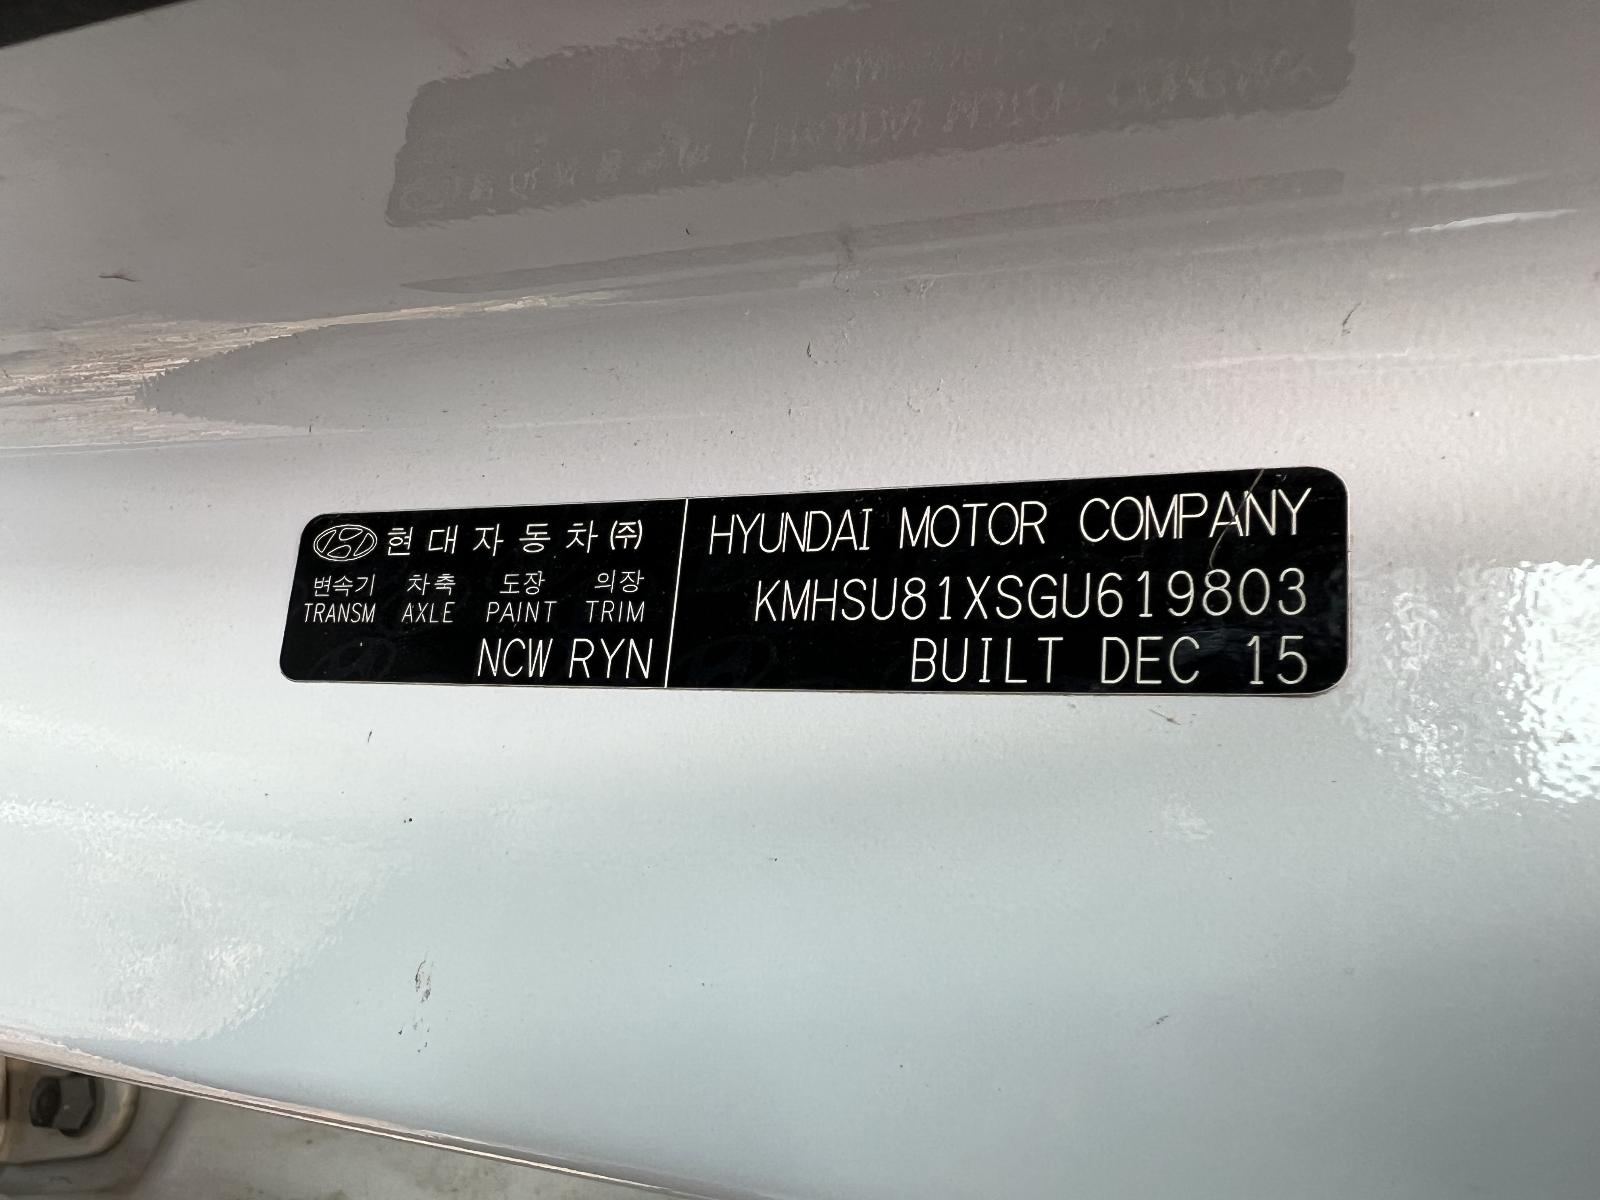 현대자동차(주)
변속기 차축 도장 의장
TRANSM AXLE PAINT TRIM
NCW RYN
HYUNDAI MOTOR COMPANY
KMHSU81XSGU619803
BUILT DEC 15